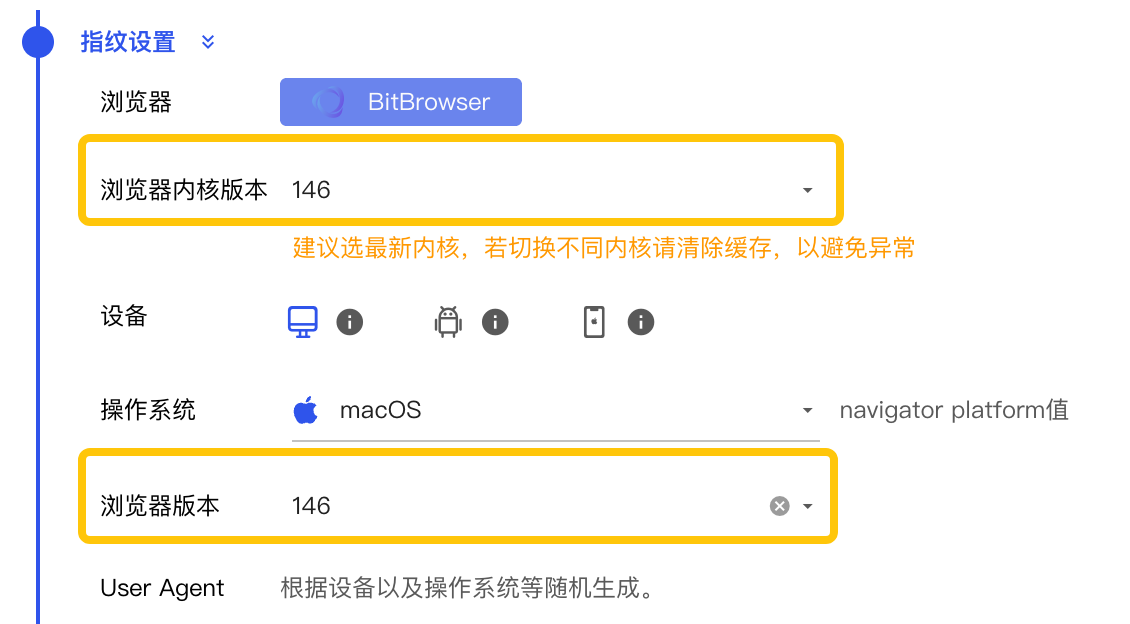 指纹设置
浏览器 BitBrowser
浏览器内核版本 146
建议选最新内核，若切换不同内核请清除缓存，以避免异常
设备
操作系统 macOS navigator platform值
浏览器版本 146
User Agent 根据设备以及操作系统等随机生成。